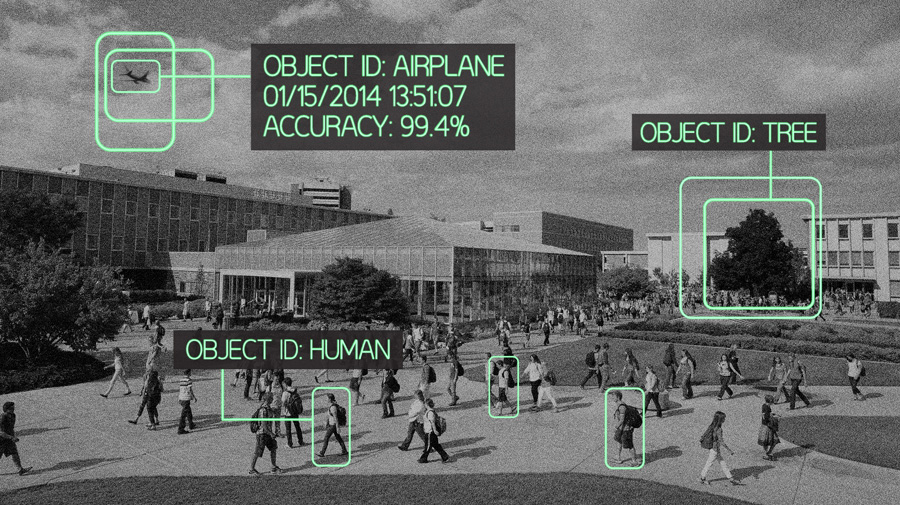 OBJECT ID: AIRPLANE
01/15/2014 13:51:07
ACCURACY: 99.4%
OBJECT ID: TREE
OBJECT ID: HUMAN